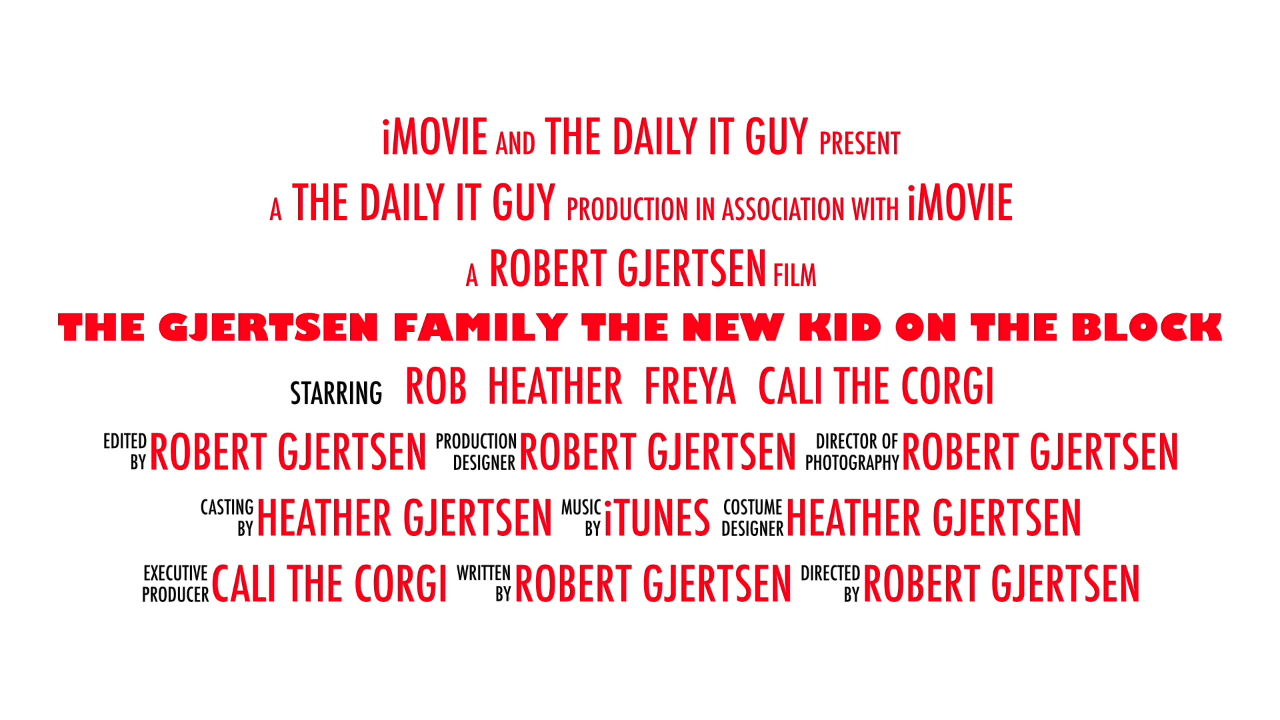 iMOVIE AND THE DAILY IT GUY PRESENT
A THE DAILY IT GUY PRODUCTION IN ASSOCIATION WITH iMOVIE
A ROBERT GJERTSEN FILM
THE GJERTSEN FAMILY THE NEW KID ON THE BLOCK
STARRING ROB HEATHER FREYA CALI THE CORGI
EDITED BY ROBERT GJERTSEN PRODUCTION DESIGNER ROBERT GJERTSEN DIRECTOR OF PHOTOGRAPHY ROBERT GJERTSEN
CASTING BY HEATHER GJERTSEN MUSIC BY iTUNES COSTUME DESIGNER HEATHER GJERTSEN
EXECUTIVE PRODUCER CALI THE CORGI WRITTEN BY ROBERT GJERTSEN DIRECTED BY ROBERT GJERTSEN